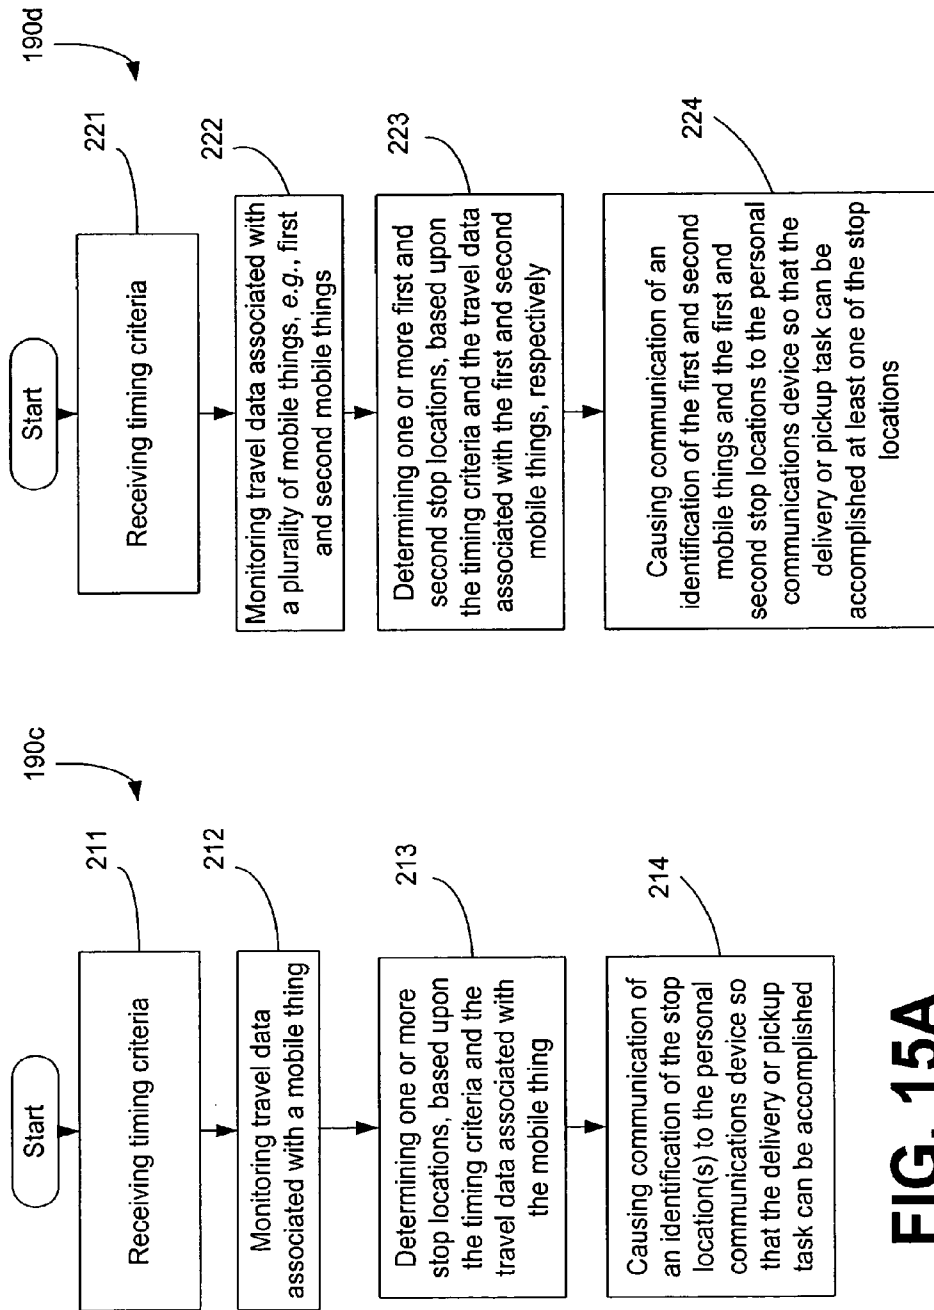 190c
Start
211
Receiving timing criteria
212
Monitoring travel data
associated with a mobile thing
213
Determining one or more
stop locations, based upon
the timing criteria and the
travel data associated with
the mobile thing
214
Causing communication of
an identification of the stop
location(s) to the personal
communications device so
that the delivery or pickup
task can be accomplished
FIG. 15A
190d
Start
221
Receiving timing criteria
222
Monitoring travel data associated with
a plurality of mobile things, e.g., first
and second mobile things
223
Determining one or more first and
second stop locations, based upon
the timing criteria and the travel data
associated with the first and second
mobile things, respectively
224
Causing communication of an
identification of the first and second
mobile things and the first and
second stop locations to the personal
communications device so that the
delivery or pickup task can be
accomplished at least one of the stop
locations